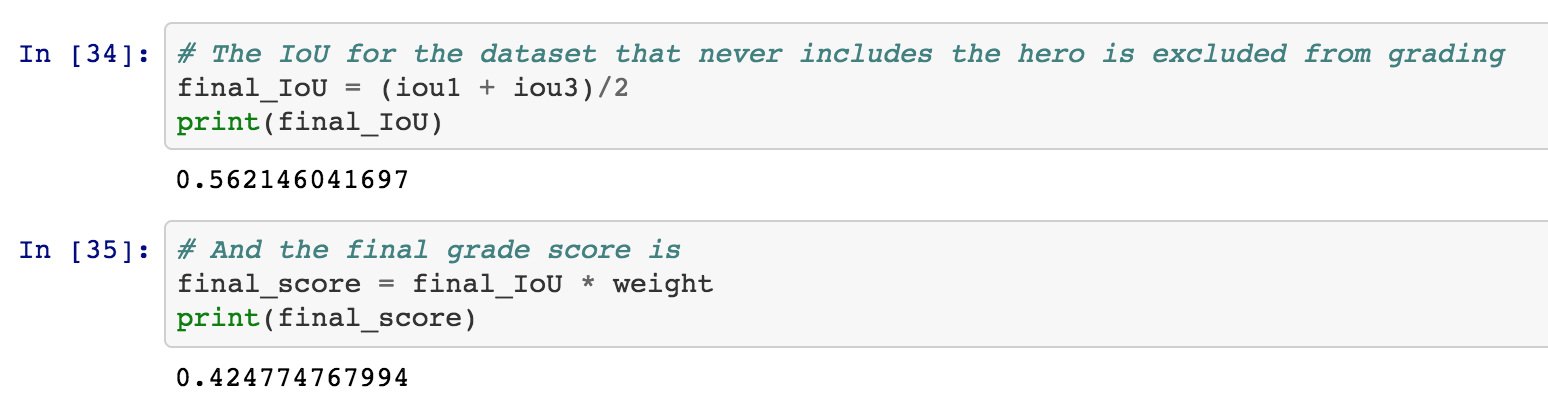 In [34]: # The IoU for the dataset that never includes the hero is excluded from grading
final_IoU = (iou1 + iou3)/2
print(final_IoU)
0.562146041697
In [35]: # And the final grade score is
final_score = final_IoU * weight
print(final_score)
0.424774767994